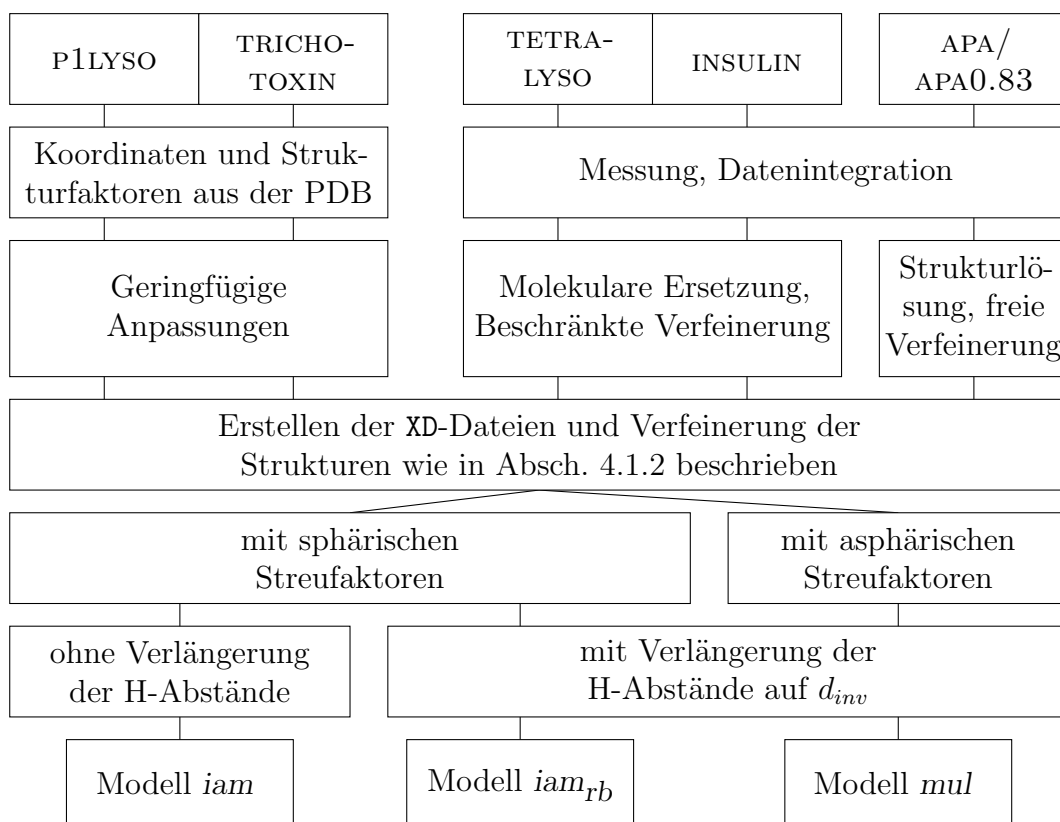 P1LYSO
TRICHO-
TOXIN
TETRA-
LYSO
INSULIN
APA/
APA0.83
Koordinaten und Struk-
turfaktoren aus der PDB
Messung, Datenintegration
Geringfügige
Anpassungen
Molekulare Ersetzung,
Beschränkte Verfeinerung
Strukturlö-
sung, freie
Verfeinerung
Erstellen der XD-Dateien und Verfeinerung der
Strukturen wie in Absch. 4.1.2 beschrieben
mit sphärischen
Streufaktoren
mit asphärischen
Streufaktoren
ohne Verlängerung
der H-Abstände
mit Verlängerung der
H-Abstände auf d_inv
Modell iam
Modell iam_rb
Modell mul